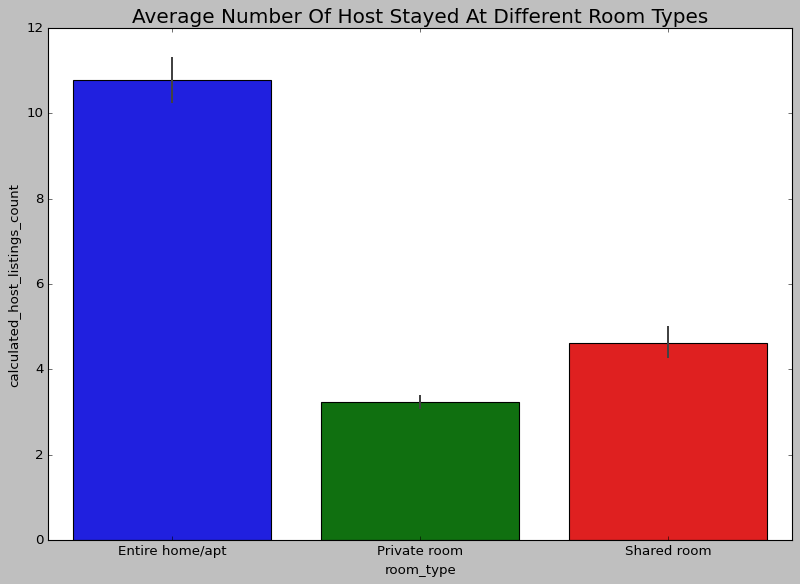 Average Number Of Host Stayed At Different Room Types
12
10
8
6
4
2
0
calculated_host_listings_count
Entire home/apt
Private room
Shared room
room_type